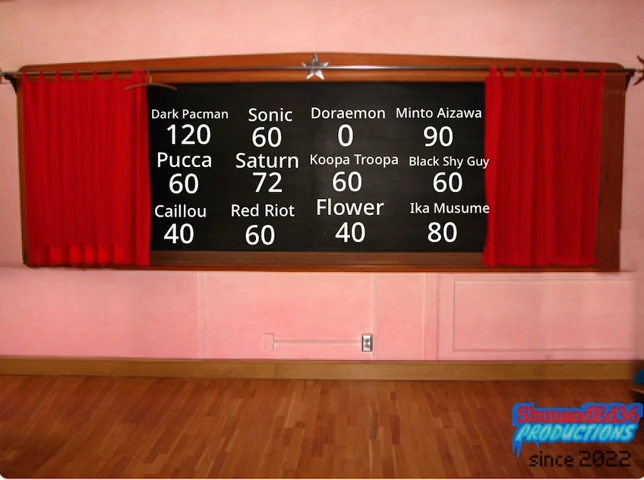 Dark Pacman Sonic Doraemon Minto Aizawa
120 60 0 90
Pucca Saturn Koopa Troopa Black Shy Guy
60 72 60 60
Caillou Red Riot Flower Ika Musume
40 60 40 80
ShumandEd36
PRODUCTIONS
since 2022